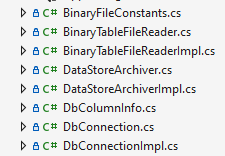 C# BinaryFileConstants.cs
C# BinaryTableFileReader.cs
C# BinaryTableFileReaderImpl.cs
C# DataStoreArchiver.cs
C# DataStoreArchiverImpl.cs
C# DbColumnInfo.cs
C# DbConnection.cs
C# DbConnectionImpl.cs